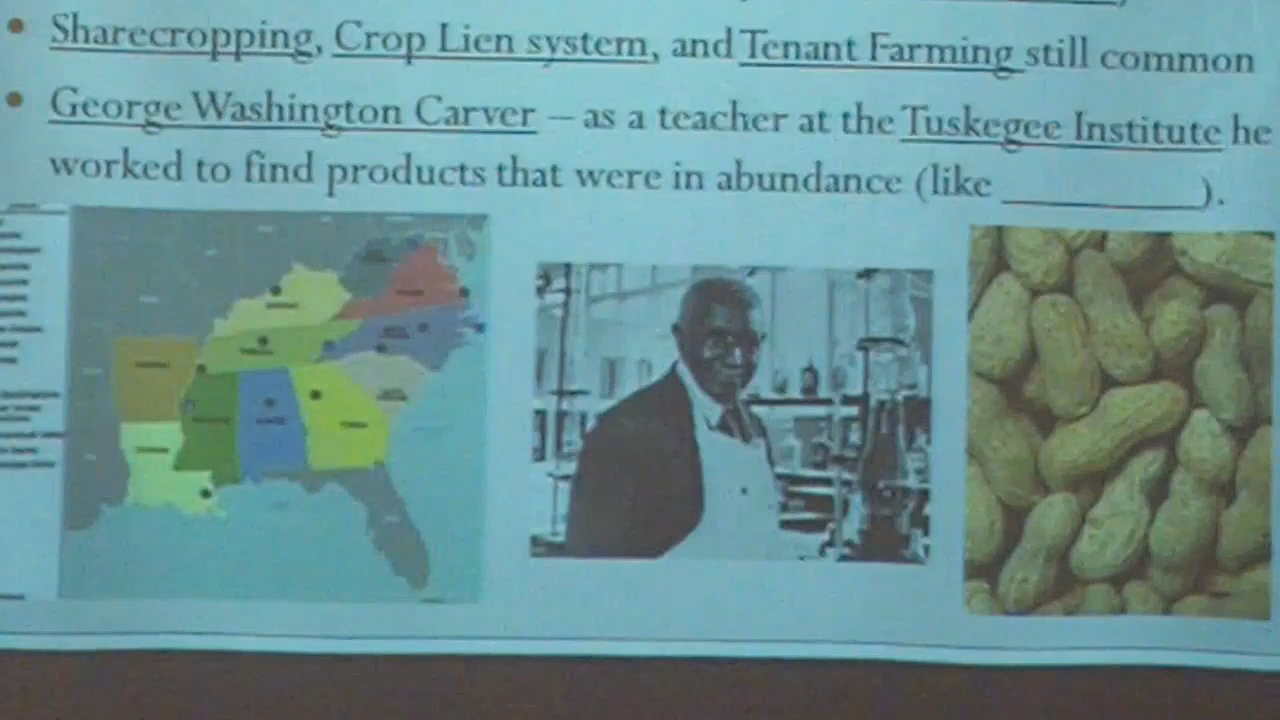 • Sharecropping, Crop Lien system, and Tenant Farming still common
• George Washington Carver – as a teacher at the Tuskegee Institute he
worked to find products that were in abundance (like __________).